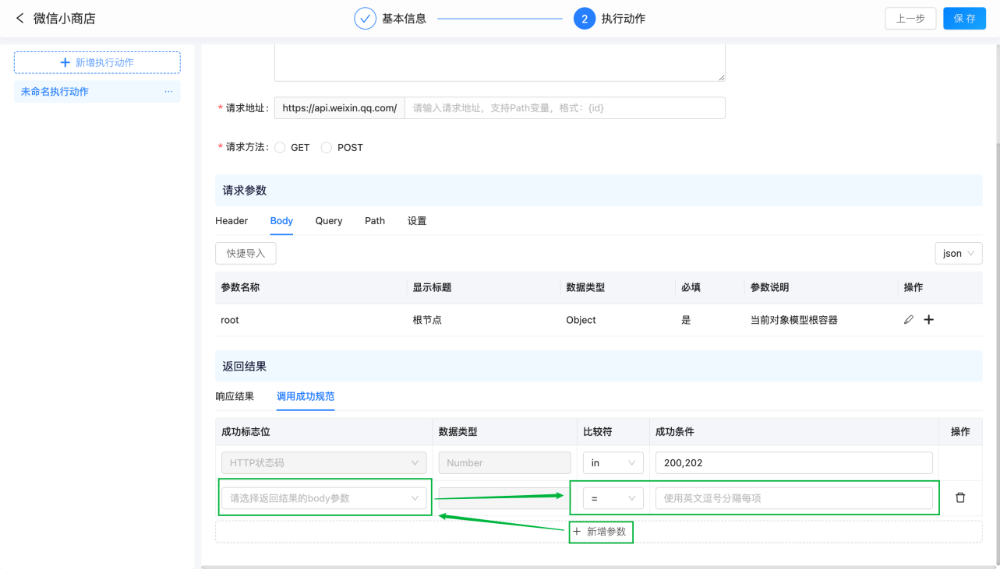 微信小商店 基本信息 2 执行动作 上一步 保 存
新增执行动作
未命名执行动作 ···
* 请求地址： https://api.weixin.qq.com/ 请输入请求地址，支持Path变量，格式：{id}
* 请求方法： GET POST
请求参数
Header Body Query Path 设置
快捷导入 json
参数名称 显示标题 数据类型 必填 参数说明 操作
root 根节点 Object 是 当前对象模型根容器
返回结果
响应结果 调用成功规范
成功标志位 数据类型 比较符 成功条件 操作
HTTP状态码 Number in 200,202
请选择返回结果的body参数 = 使用英文逗号分隔每项
+ 新增参数